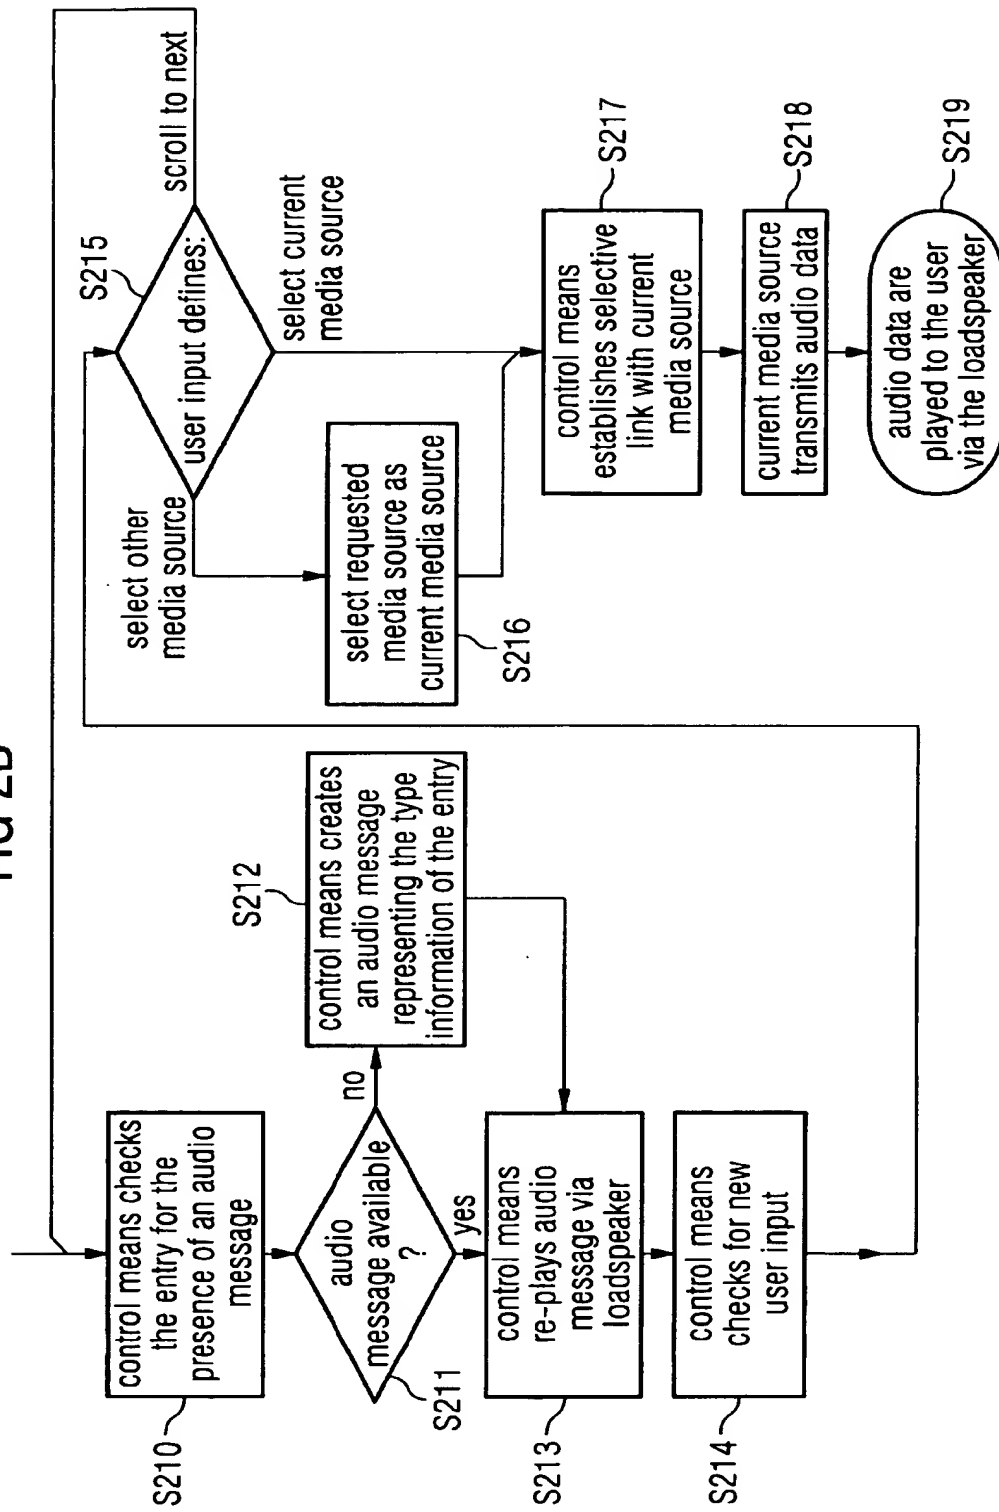 FIG 2B
S210
control means checks
the entry for the
presence of an audio
message
audio
message available
?
S211
no
yes
S212
control means creates
an audio message
representing the type
information of the entry
S213
control means
re-plays audio
message via
loadspeaker
S214
control means
checks for new
user input
S215
user input defines:
scroll to next
select other
media source
select current
media source
select requested
media source as
current media source
S216
control means
establishes selective
link with current
media source
S217
current media source
transmits audio data
S218
audio data are
played to the user
via the loadspeaker
S219